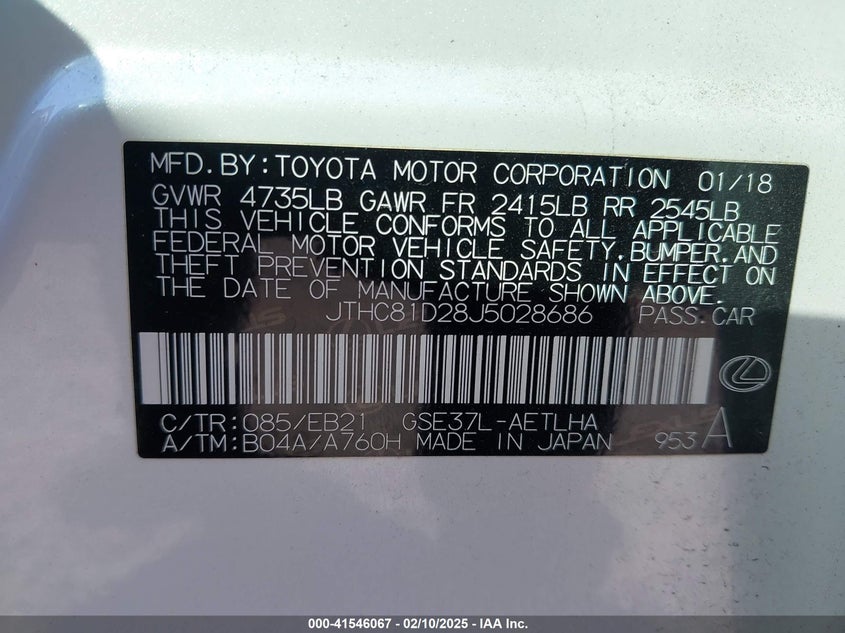 MFD.BY:TOYOTA MOTOR CORPORATION 01/18
GVWR 4735LB GAWR FR 2415LB RR 2545LB
THIS VEHICLE CONFORMS TO ALL APPLICABLE
FEDERAL MOTOR VEHICLE SAFETY,BUMPER,AND
THEFT PREVENTION STANDARDS IN EFFECT ON
THE DATE OF MANUFACTURE SHOWN ABOVE.
JTHC81D28J5028686 PASS.CAR
C/TR:085/EB21 GSE37L-AETLHA
A/TM:B04A/A760H MADE IN JAPAN 953 A
000-41546067 — 02/10/2025 — IAA Inc.